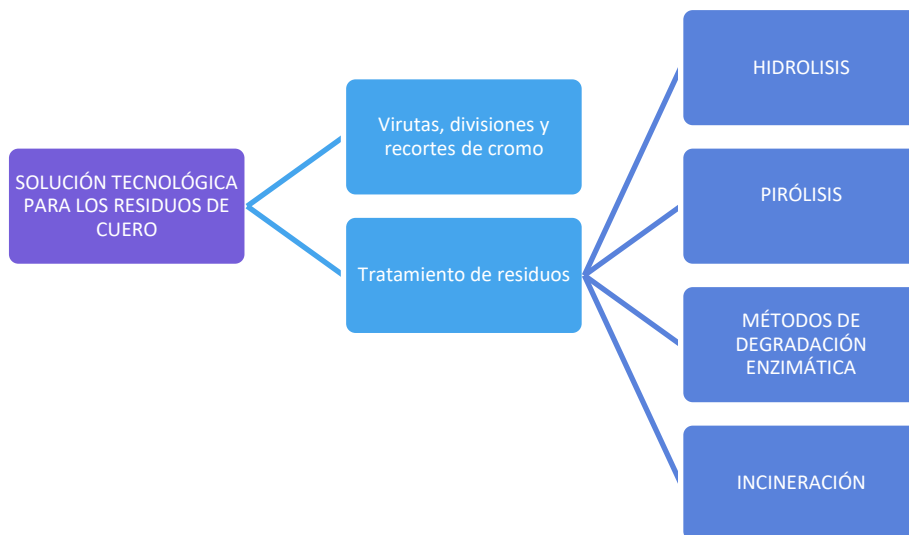 SOLUCIÓN TECNOLÓGICA
PARA LOS RESIDUOS DE
CUERO
Virutas, divisiones y
recortes de cromo
Tratamiento de residuos
HIDROLISIS
PIRÓLISIS
MÉTODOS DE
DEGRADACIÓN
ENZIMÁTICA
INCINERACIÓN